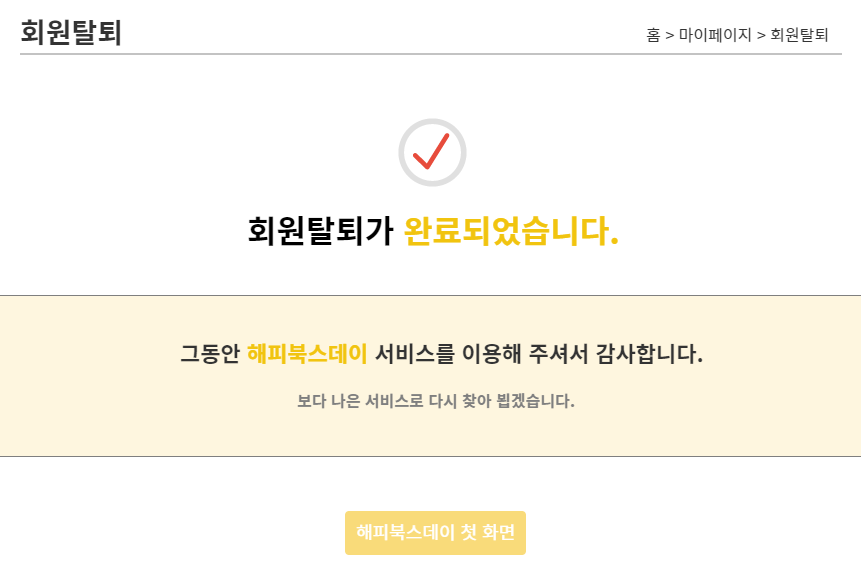 회원탈퇴
홈 > 마이페이지 > 회원탈퇴
회원탈퇴가 완료되었습니다.
그동안 해피북스데이 서비스를 이용해 주셔서 감사합니다.
보다 나은 서비스로 다시 찾아 뵙겠습니다.
해피북스데이 첫 화면